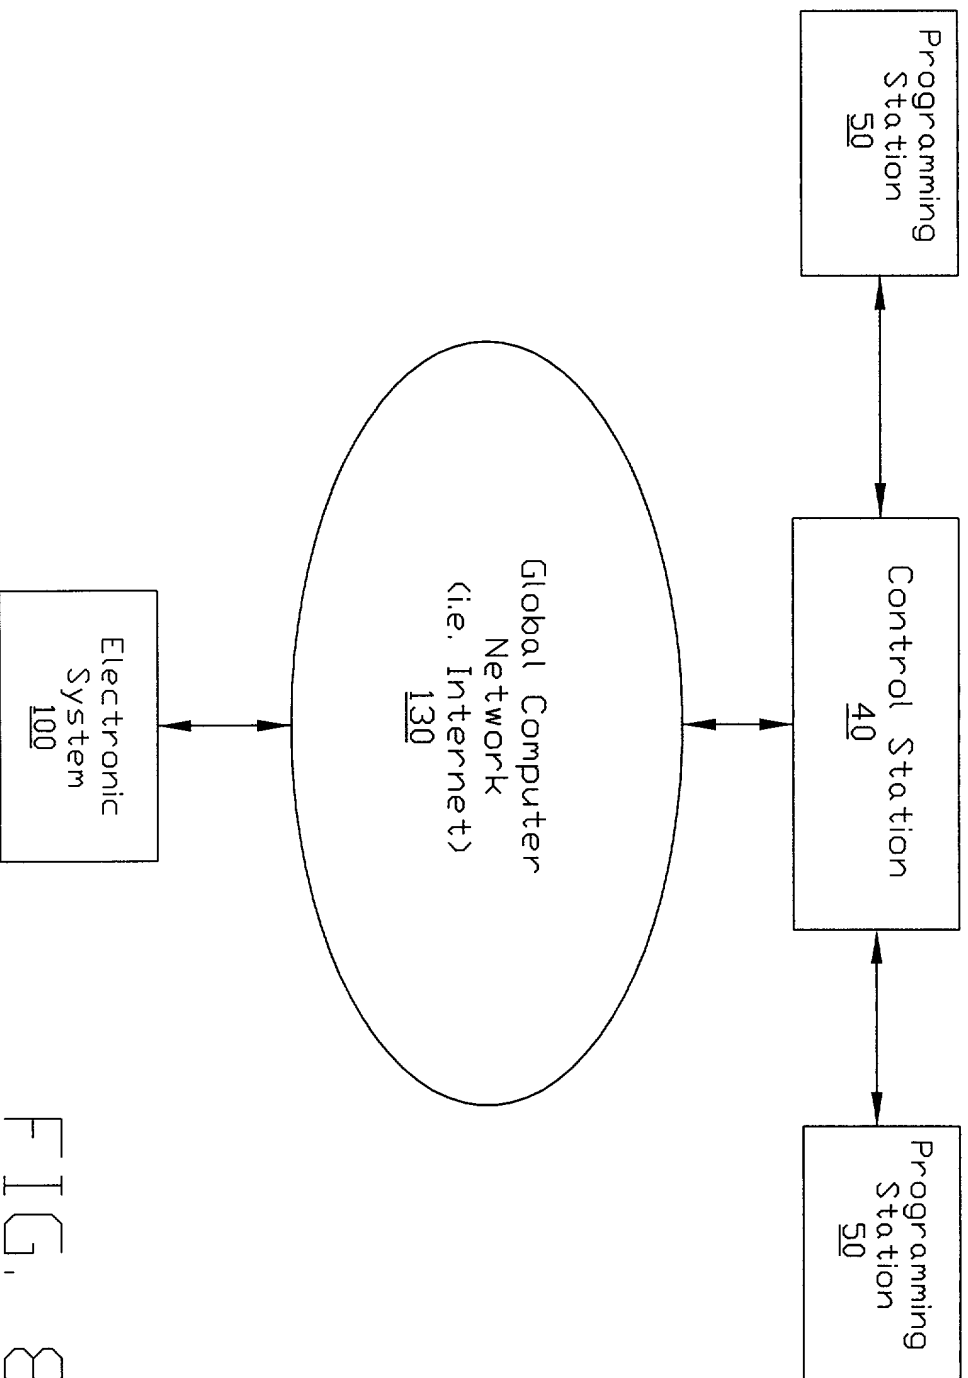 Programming
Station
50
Control Station
40
Programming
Station
50
Global Computer
Network
(i.e. Internet)
130
Electronic
System
100
FIG. 8